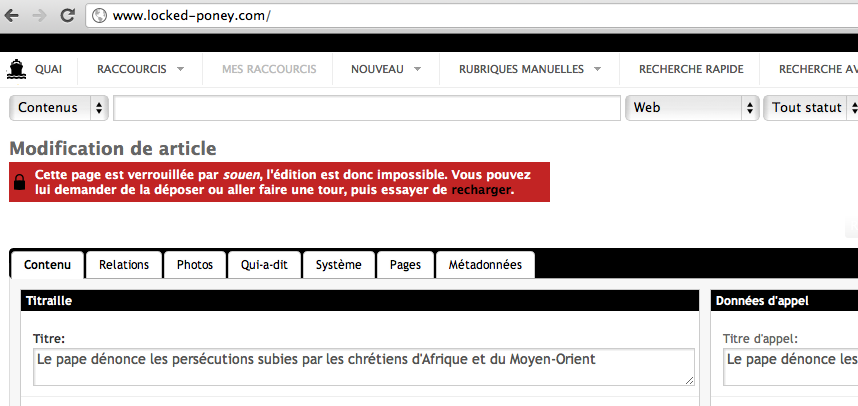 www.locked-poney.com/
QUAI RACCOURCIS MES RACCOURCIS NOUVEAU RUBRIQUES MANUELLES RECHERCHE RAPIDE RECHERCHE AV
Contenus Web Tout statut
Modification de article
Cette page est verrouillée par souen, l'édition est donc impossible. Vous pouvez
lui demander de la déposer ou aller faire une tour, puis essayer de recharger.
Contenu Relations Photos Qui-a-dit Système Pages Métadonnées
Titraille Données d'appel
Titre: Titre d'appel:
Le pape dénonce les persécutions subies par les chrétiens d'Afrique et du Moyen-Orient Le pape dénonce les